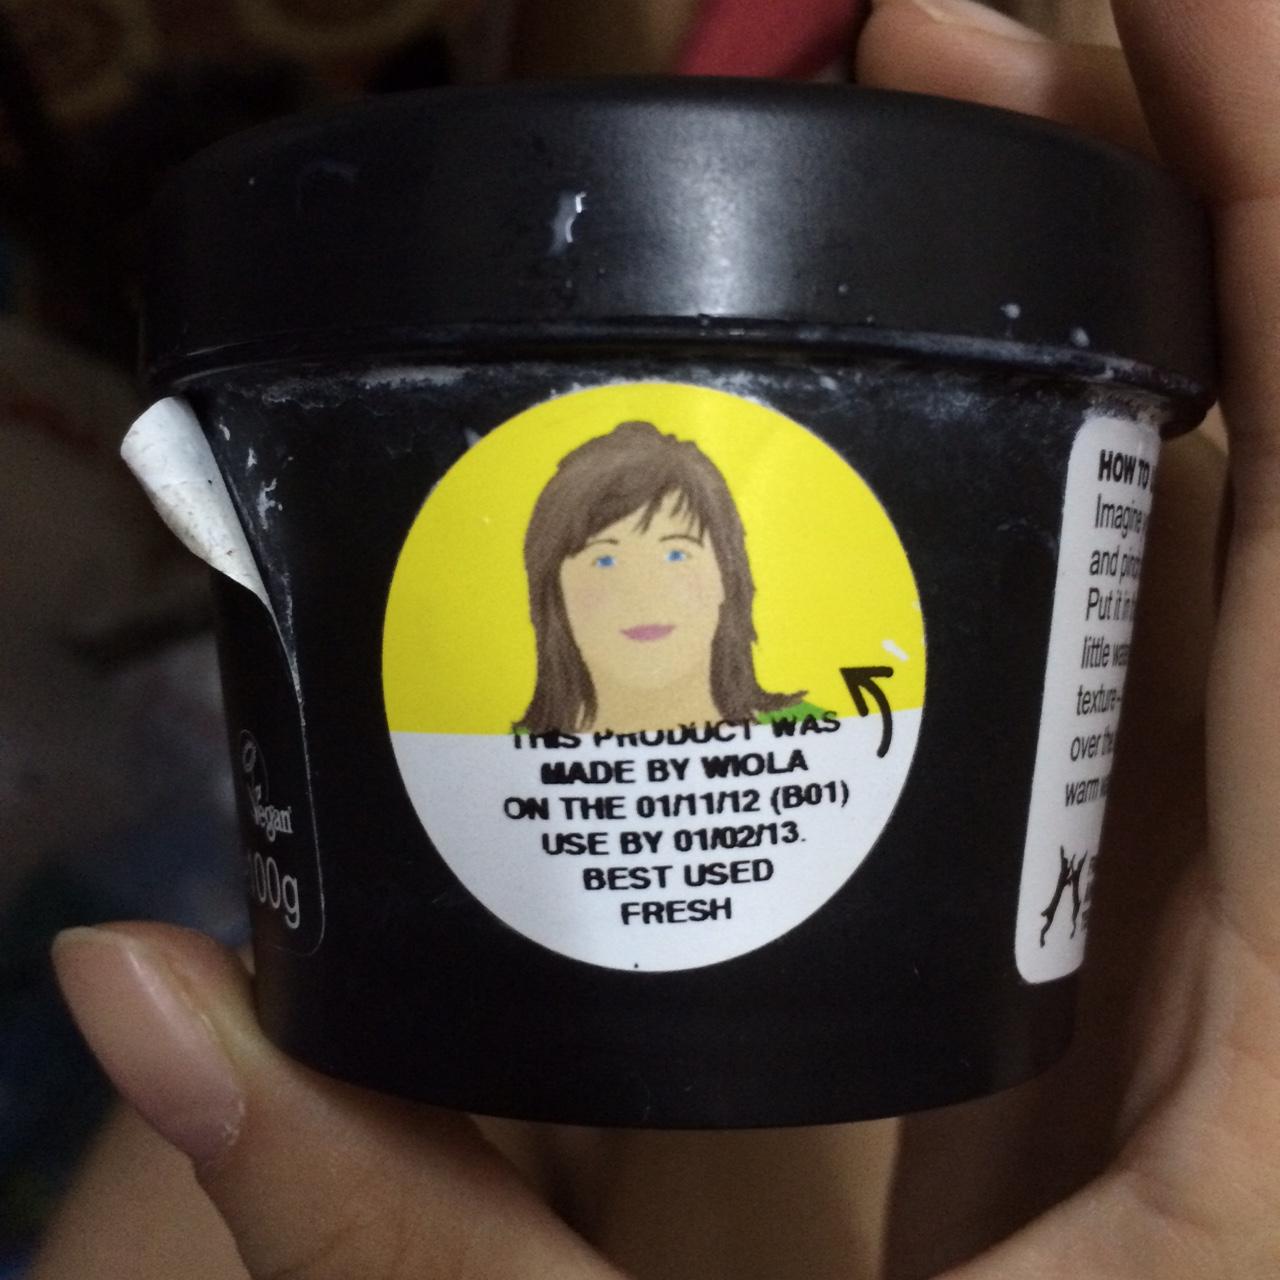 THIS PRODUCT WAS
MADE BY WIOLA
ON THE 01/11/12 (B01)
USE BY 01/02/13.
BEST USED
FRESH
Vegan
100g
HOW TO
Imagine
and pinch
Put it in
little
texture
over the
warm